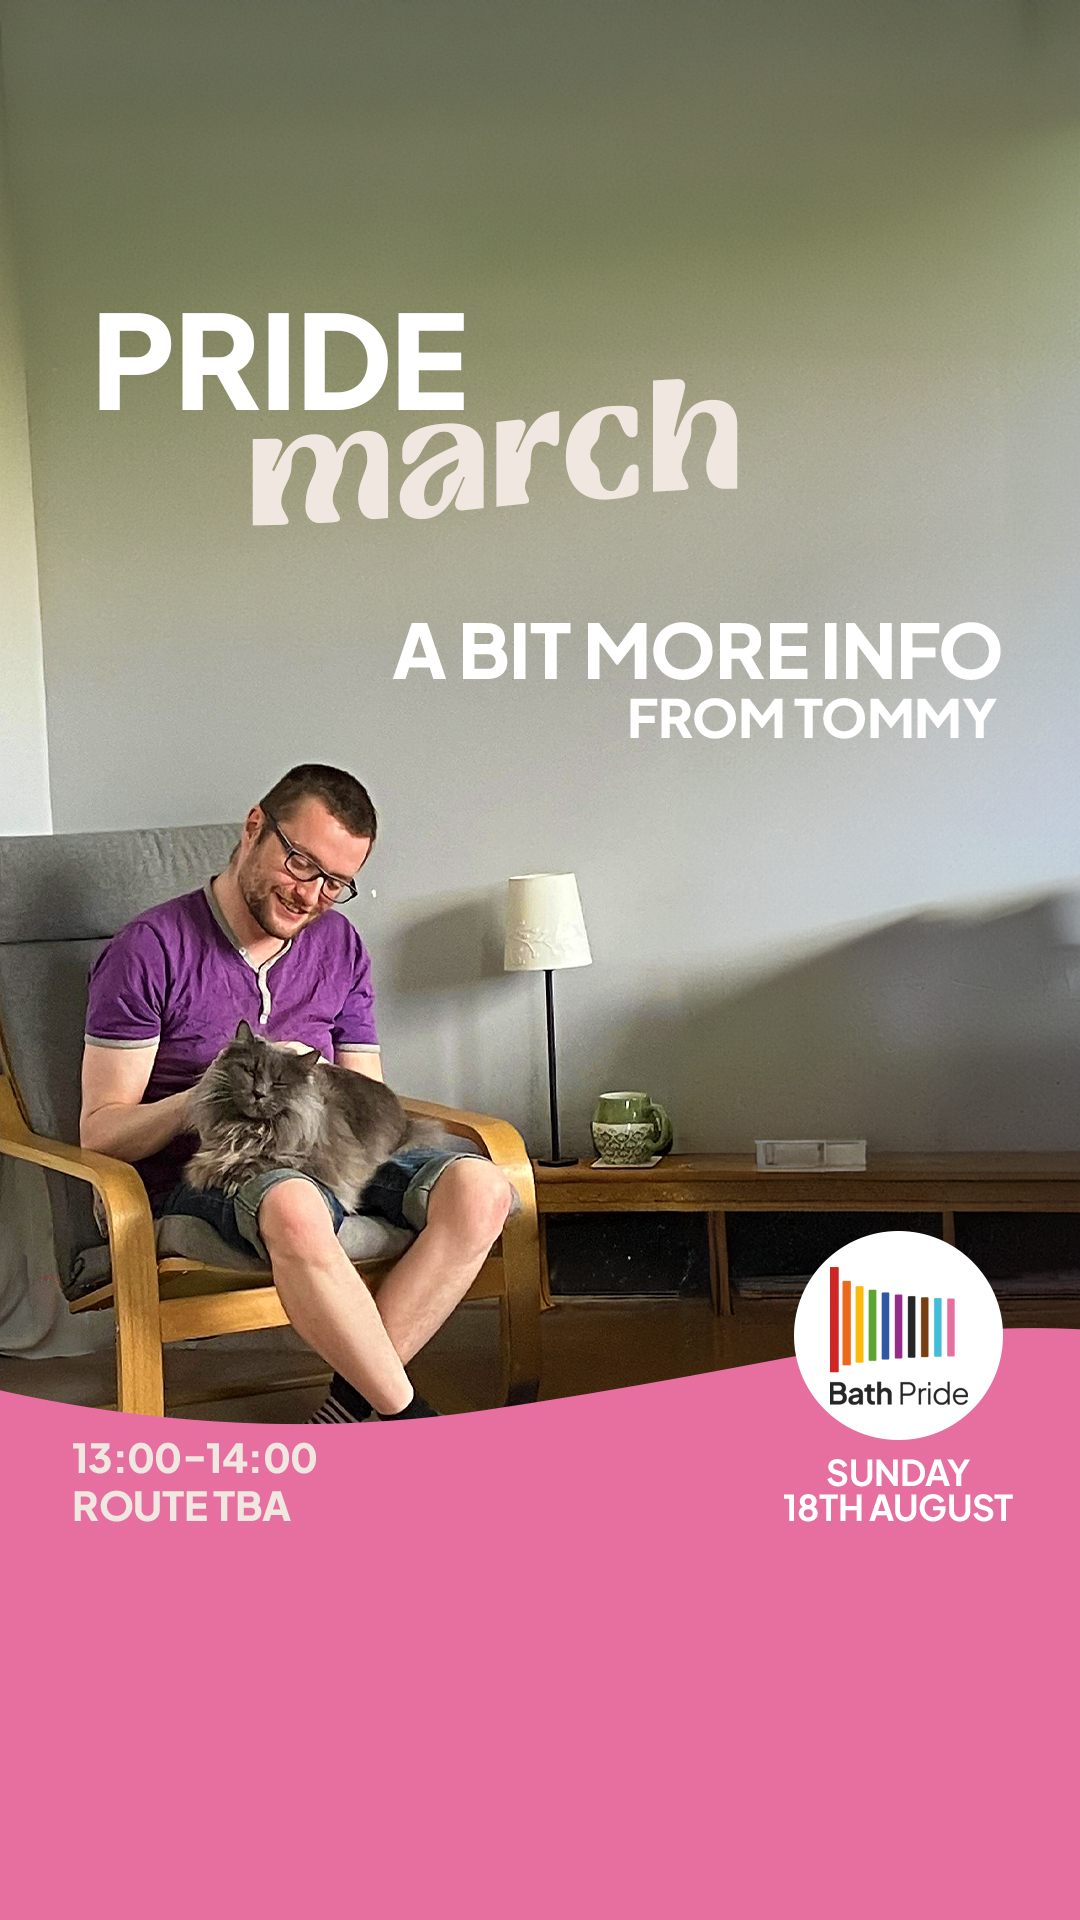 PRIDE
march
A BIT MORE INFO
FROM TOMMY
Bath Pride
13:00-14:00
ROUTE TBA
SUNDAY
18TH AUGUST